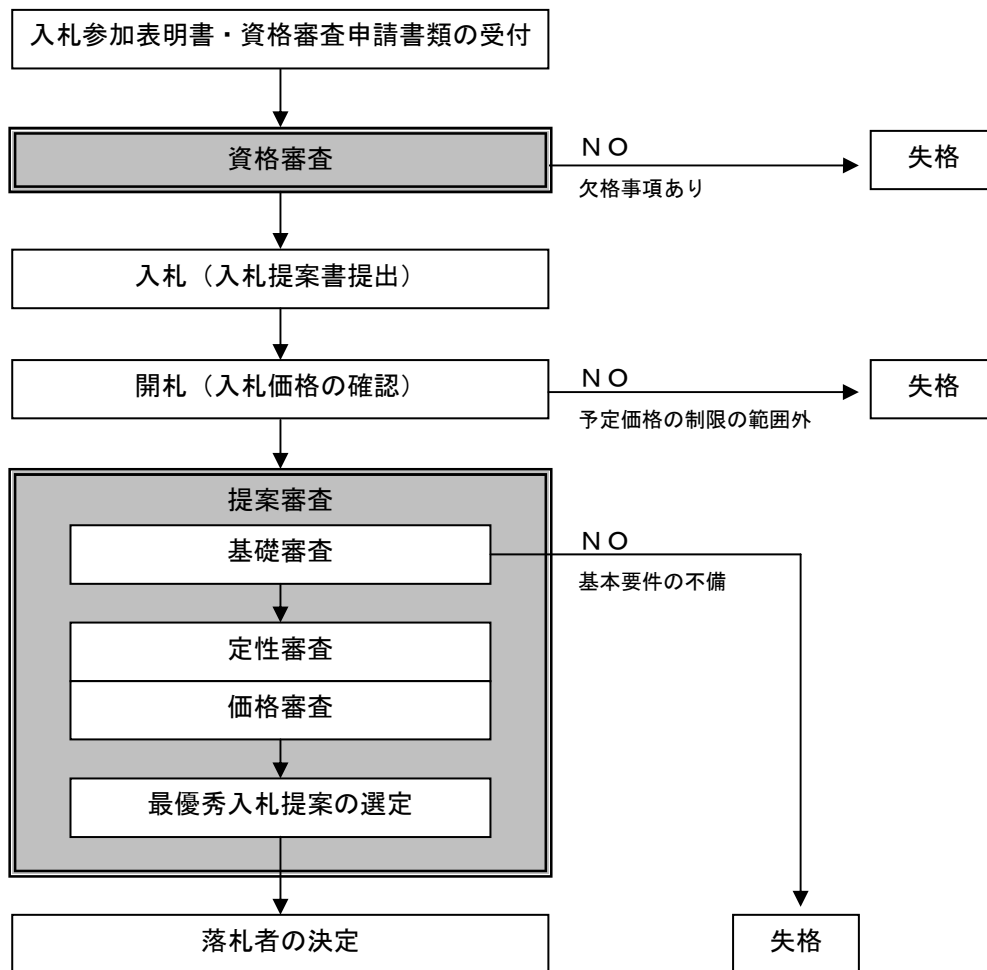 入札参加表明書・資格審査申請書類の受付
資格審査
ＮＯ
欠格事項あり
失格
入札（入札提案書提出）
開札（入札価格の確認）
ＮＯ
予定価格の制限の範囲外
失格
提案審査
基礎審査
ＮＯ
基本要件の不備
定性審査
価格審査
最優秀入札提案の選定
落札者の決定
失格